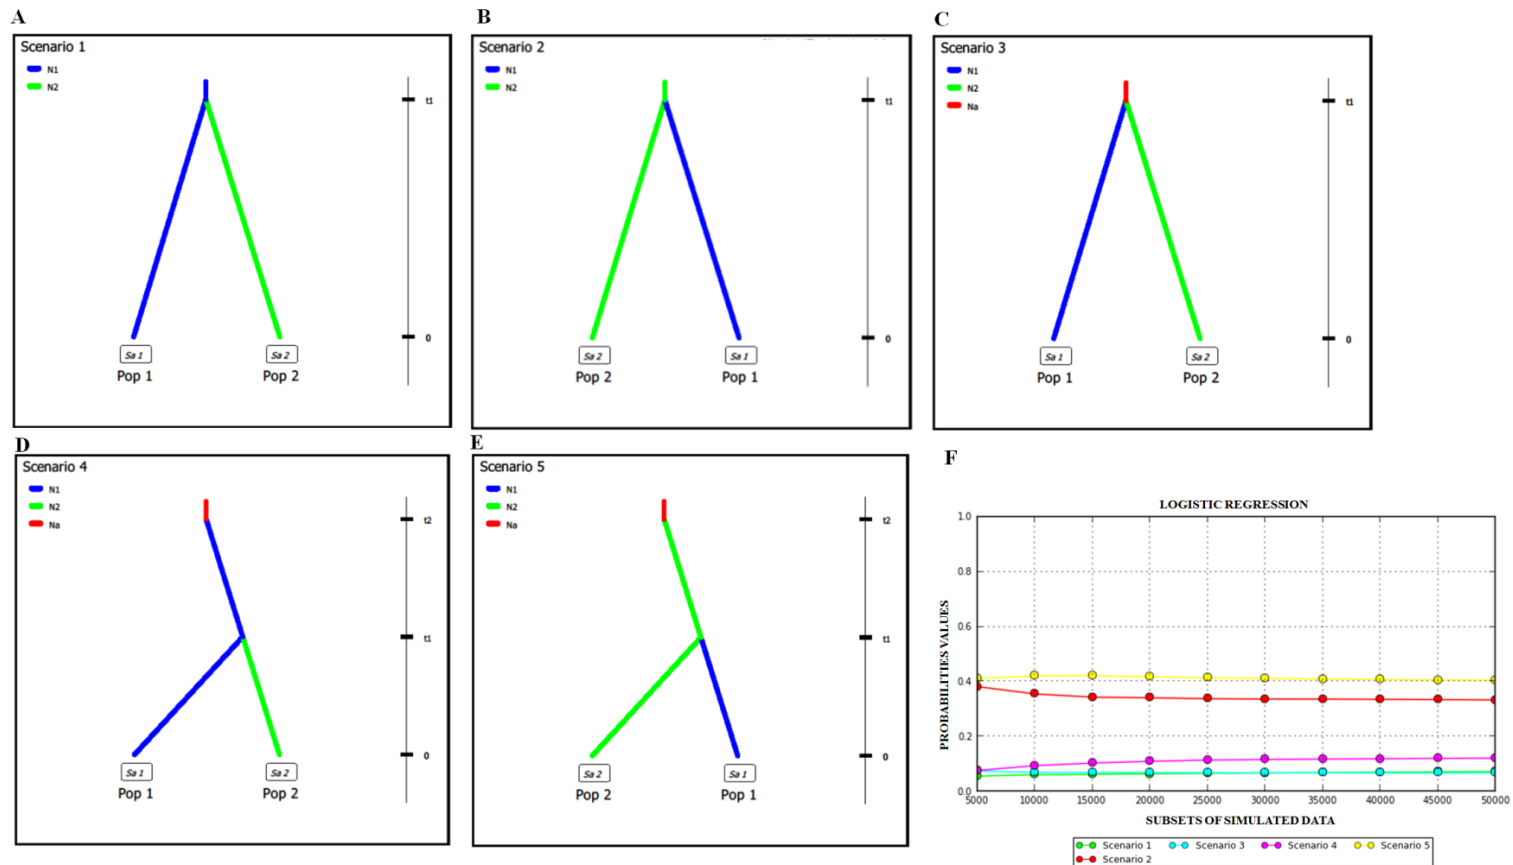 A
Scenario 1
N1
N2
t1
0
Sa 1
Sa 2
Pop 1
Pop 2
B
Scenario 2
N1
N2
t1
0
Sa 2
Sa 1
Pop 2
Pop 1
C
Scenario 3
N1
N2
Na
t1
0
Sa 1
Sa 2
Pop 1
Pop 2
D
Scenario 4
N1
N2
Na
t2
t1
0
Sa 1
Sa 2
Pop 1
Pop 2
E
Scenario 5
N1
N2
Na
t2
t1
0
Sa 2
Sa 1
Pop 2
Pop 1
F
LOGISTIC REGRESSION
PROBABILITIES VALUES
1.0
0.8
0.6
0.4
0.2
0.0
5000 10000 15000 20000 25000 30000 35000 40000 45000 50000
SUBSETS OF SIMULATED DATA
Scenario 1 Scenario 3 Scenario 4 Scenario 5
Scenario 2